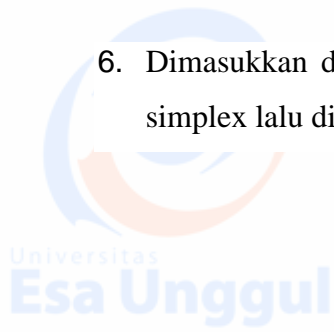 6. Dimasukkan d
simplex lalu di
Universitas
Esa Unggul